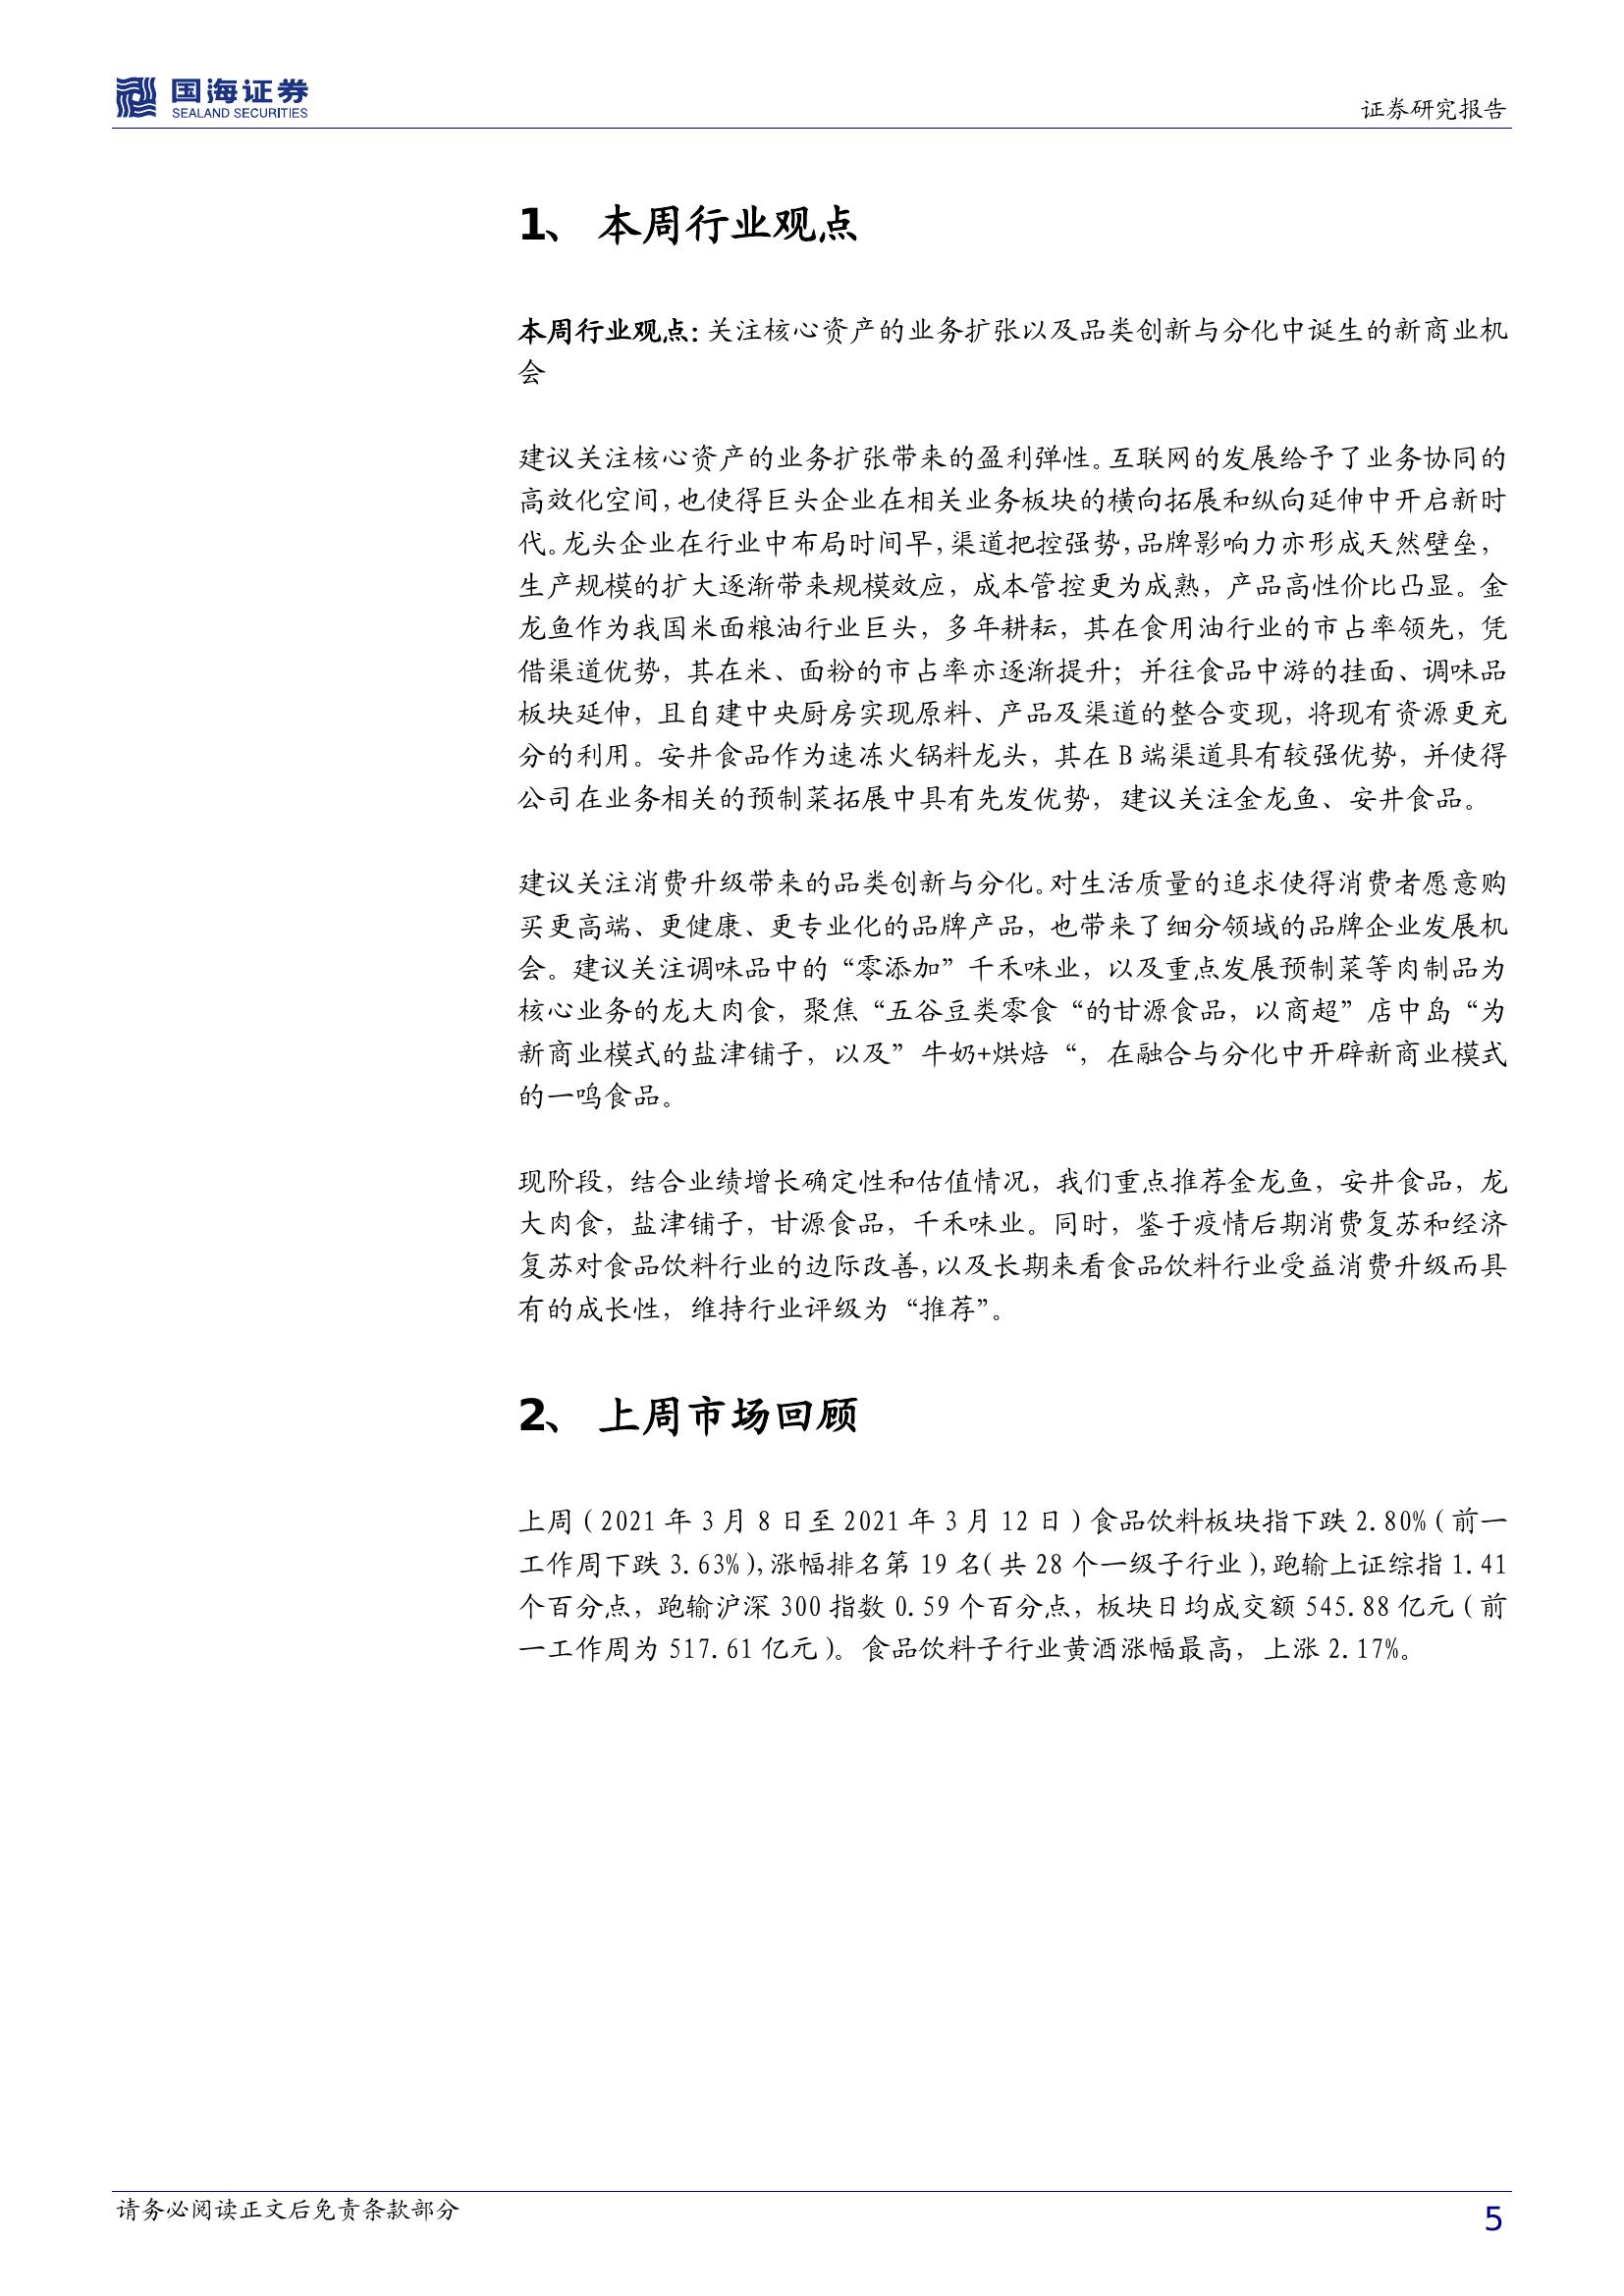 国海证券
SEALAND SECURITIES
证券研究报告
1、 本周行业观点
本周行业观点：关注核心资产的业务扩张以及品类创新与分化中诞生的新商业机
会
建议关注核心资产的业务扩张带来的盈利弹性。互联网的发展给予了业务协同的
高效化空间，也使得巨头企业在相关业务板块的横向拓展和纵向延伸中开启新时
代。龙头企业在行业中布局时间早，渠道把控强势，品牌影响力亦形成天然壁垒，
生产规模的扩大逐渐带来规模效应，成本管控更为成熟，产品高性价比凸显。金
龙鱼作为我国米面粮油行业巨头，多年耕耘，其在食用油行业的市占率领先，凭
借渠道优势，其在米、面粉的市占率亦逐渐提升；并往食品中游的挂面、调味品
板块延伸，且自建中央厨房实现原料、产品及渠道的整合变现，将现有资源更充
分的利用。安井食品作为速冻火锅料龙头，其在 B 端渠道具有较强优势，并使得
公司在业务相关的预制菜拓展中具有先发优势，建议关注金龙鱼、安井食品。
建议关注消费升级带来的品类创新与分化。对生活质量的追求使得消费者愿意购
买更高端、更健康、更专业化的品牌产品，也带来了细分领域的品牌企业发展机
会。建议关注调味品中的“零添加”千禾味业，以及重点发展预制菜等肉制品为
核心业务的龙大肉食，聚焦“五谷豆类零食“的甘源食品，以商超”店中岛“为
新商业模式的盐津铺子，以及”牛奶+烘焙“，在融合与分化中开辟新商业模式
的一鸣食品。
现阶段，结合业绩增长确定性和估值情况，我们重点推荐金龙鱼，安井食品，龙
大肉食，盐津铺子，甘源食品，千禾味业。同时，鉴于疫情后期消费复苏和经济
复苏对食品饮料行业的边际改善，以及长期来看食品饮料行业受益消费升级而具
有的成长性，维持行业评级为“推荐”。
2、 上周市场回顾
上周（2021 年 3 月 8 日至 2021 年 3 月 12 日）食品饮料板块指下跌 2.80%（前一
工作周下跌 3.63%），涨幅排名第 19 名（共 28 个一级子行业），跑输上证综指 1.41
个百分点，跑输沪深 300 指数 0.59 个百分点，板块日均成交额 545.88 亿元（前
一工作周为 517.61 亿元）。食品饮料子行业黄酒涨幅最高，上涨 2.17%。
请务必阅读正文后免责条款部分
5